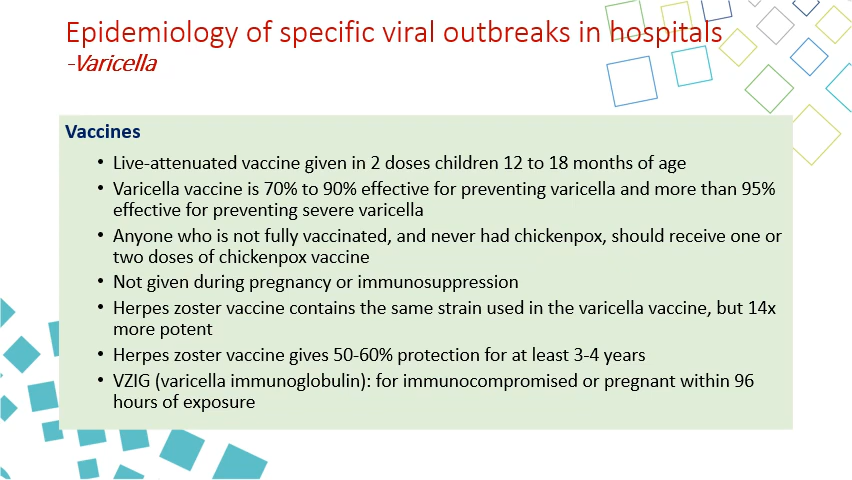 Epidemiology of specific viral outbreaks in hospitals
-Varicella
Vaccines
• Live-attenuated vaccine given in 2 doses children 12 to 18 months of age
• Varicella vaccine is 70% to 90% effective for preventing varicella and more than 95%
effective for preventing severe varicella
• Anyone who is not fully vaccinated, and never had chickenpox, should receive one or
two doses of chickenpox vaccine
• Not given during pregnancy or immunosuppression
• Herpes zoster vaccine contains the same strain used in the varicella vaccine, but 14x
more potent
• Herpes zoster vaccine gives 50-60% protection for at least 3-4 years
• VZIG (varicella immunoglobulin): for immunocompromised or pregnant within 96
hours of exposure